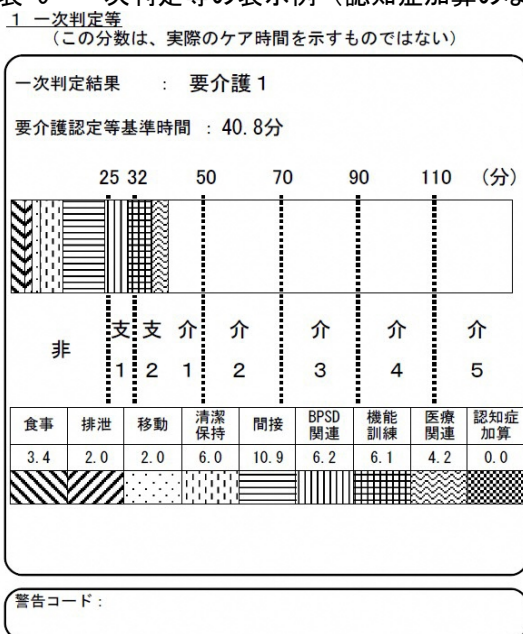 1 一次判定等
(この分数は、実際のケア時間を示すものではない)
一次判定結果 : 要介護1
要介護認定等基準時間 : 40.8分
25 32 50 70 90 110 (分)
非 支1 支2 介1 介2 介3 介4 介5
食事 排泄 移動 清潔保持 間接 BPSD関連 機能訓練 医療関連 認知症加算
3.4 2.0 2.0 6.0 10.9 6.2 6.1 4.2 0.0
警告コード: